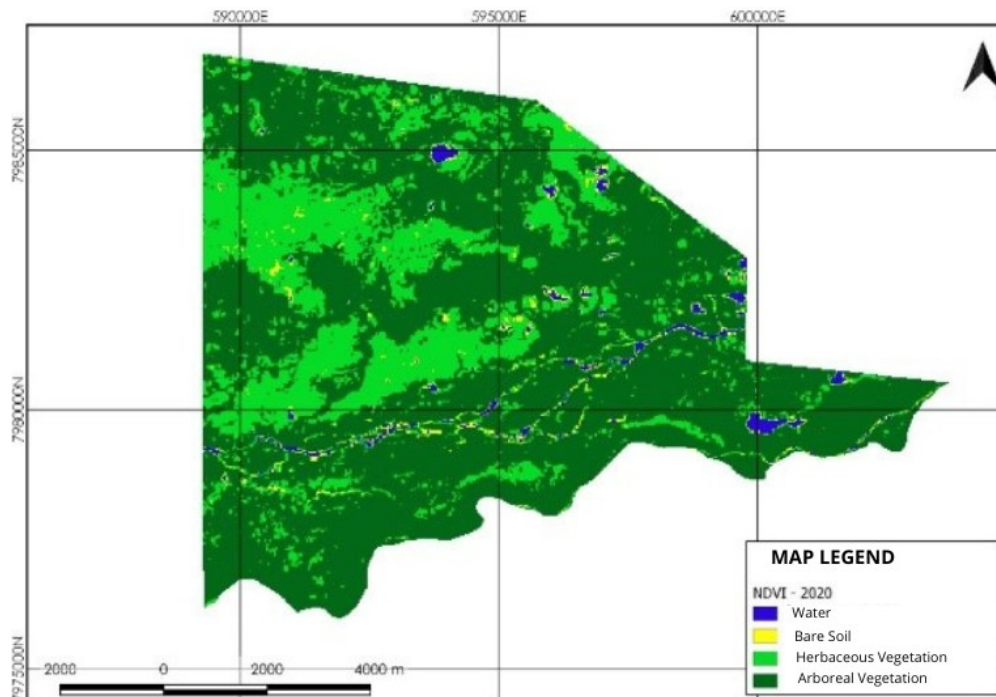 590000E 595000E 600000E
7985000N
7980000N
7975000N
2000 0 2000 4000 m
MAP LEGEND
NDVI - 2020
Water
Bare Soil
Herbaceous Vegetation
Arboreal Vegetation